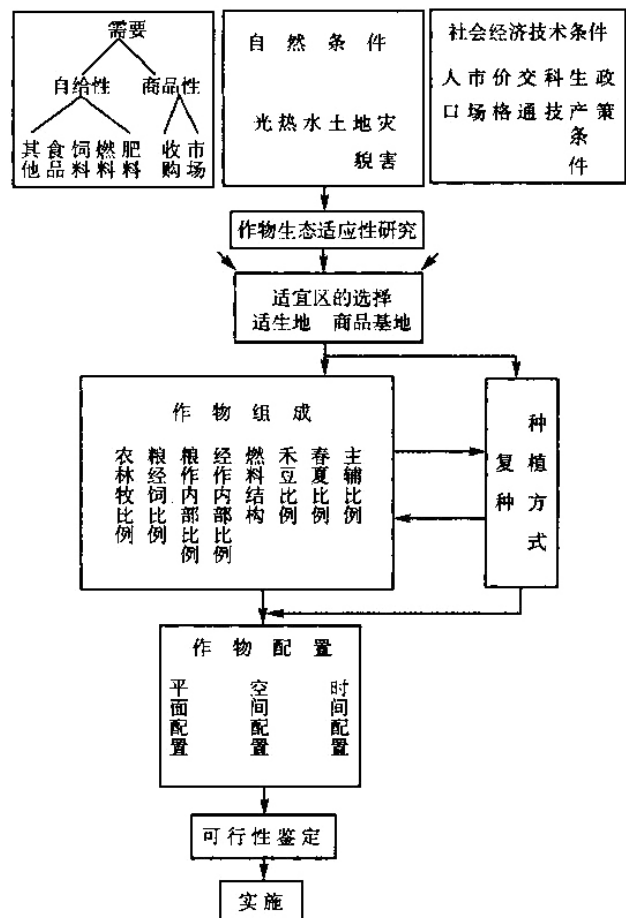 需要
自给性 商品性
其他 食品 饲料 燃料 肥料 收购 市场
自然条件
光 热 水 土 地貌 灾害
社会经济技术条件
人口 市场 价格 交通 科技 生产条件 政策
作物生态适应性研究
适宜区的选择
适生地 商品基地
作物组成
农林牧比例
粮经饲比例
粮作内部比例
经作内部比例
燃料结构
禾豆比例
春夏比例
主辅比例
种植方式
复种
作物配置
平面配置
空间配置
时间配置
可行性鉴定
实施